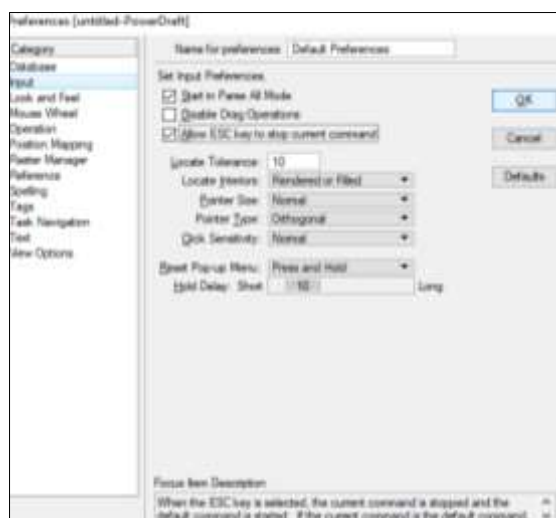 Preferences [untitled-PowerDraft]
Category
Database
Input
Look and Feel
Mouse Wheel
Operation
Position Mapping
Raster Manager
Reference
Spelling
Tags
Task Navigation
Text
View Options
Name for preferences: Default Preferences
Set Input Preferences
Start in Parse All Mode
Disable Drag Operations
Allow ESC key to stop current command
Locate Tolerance: 10
Locate Interiors: Rendered or Filled
Pointer Size: Normal
Pointer Type: Orthogonal
Click Sensitivity: Normal
Reset Pop-up Menu: Press and Hold
Hold Delay: Short 10 Long
OK
Cancel
Defaults
Focus Item Description
When the ESC key is selected, the current command is stopped and the
default command is started. If the current command is the default command,